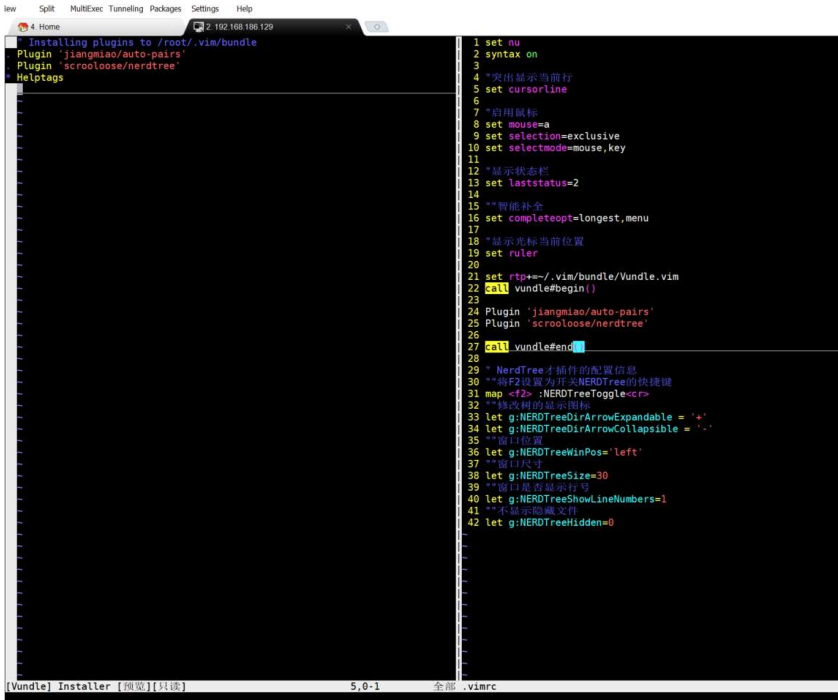 iew Split MultiExec Tunneling Packages Settings Help
4. Home
2. 192.168.186.129
" Installing plugins to /root/.vim/bundle
. Plugin 'jiangmiao/auto-pairs'
. Plugin 'scrooloose/nerdtree'
* Helptags
[Vundle] Installer [预览][只读] 5,0-1 全部
1 set nu
2 syntax on
3
4 "突出显示当前行
5 set cursorline
6
7 "启用鼠标
8 set mouse=a
9 set selection=exclusive
10 set selectmode=mouse,key
11
12 "显示状态栏
13 set laststatus=2
14
15 ""智能补全
16 set completeopt=longest,menu
17
18 "显示光标当前位置
19 set ruler
20
21 set rtp+=~/.vim/bundle/Vundle.vim
22 call vundle#begin()
23
24 Plugin 'jiangmiao/auto-pairs'
25 Plugin 'scrooloose/nerdtree'
26
27 call vundle#end()
28
29 " NerdTree才插件的配置信息
30 ""将F2设置为开关NERDTree的快捷键
31 map <f2> :NERDTreeToggle<cr>
32 ""修改树的显示图标
33 let g:NERDTreeDirArrowExpandable = '+'
34 let g:NERDTreeDirArrowCollapsible = '-'
35 ""窗口位置
36 let g:NERDTreeWinPos='left'
37 ""窗口尺寸
38 let g:NERDTreeSize=30
39 ""窗口是否显示行号
40 let g:NERDTreeShowLineNumbers=1
41 ""不显示隐藏文件
42 let g:NERDTreeHidden=0
.vimrc